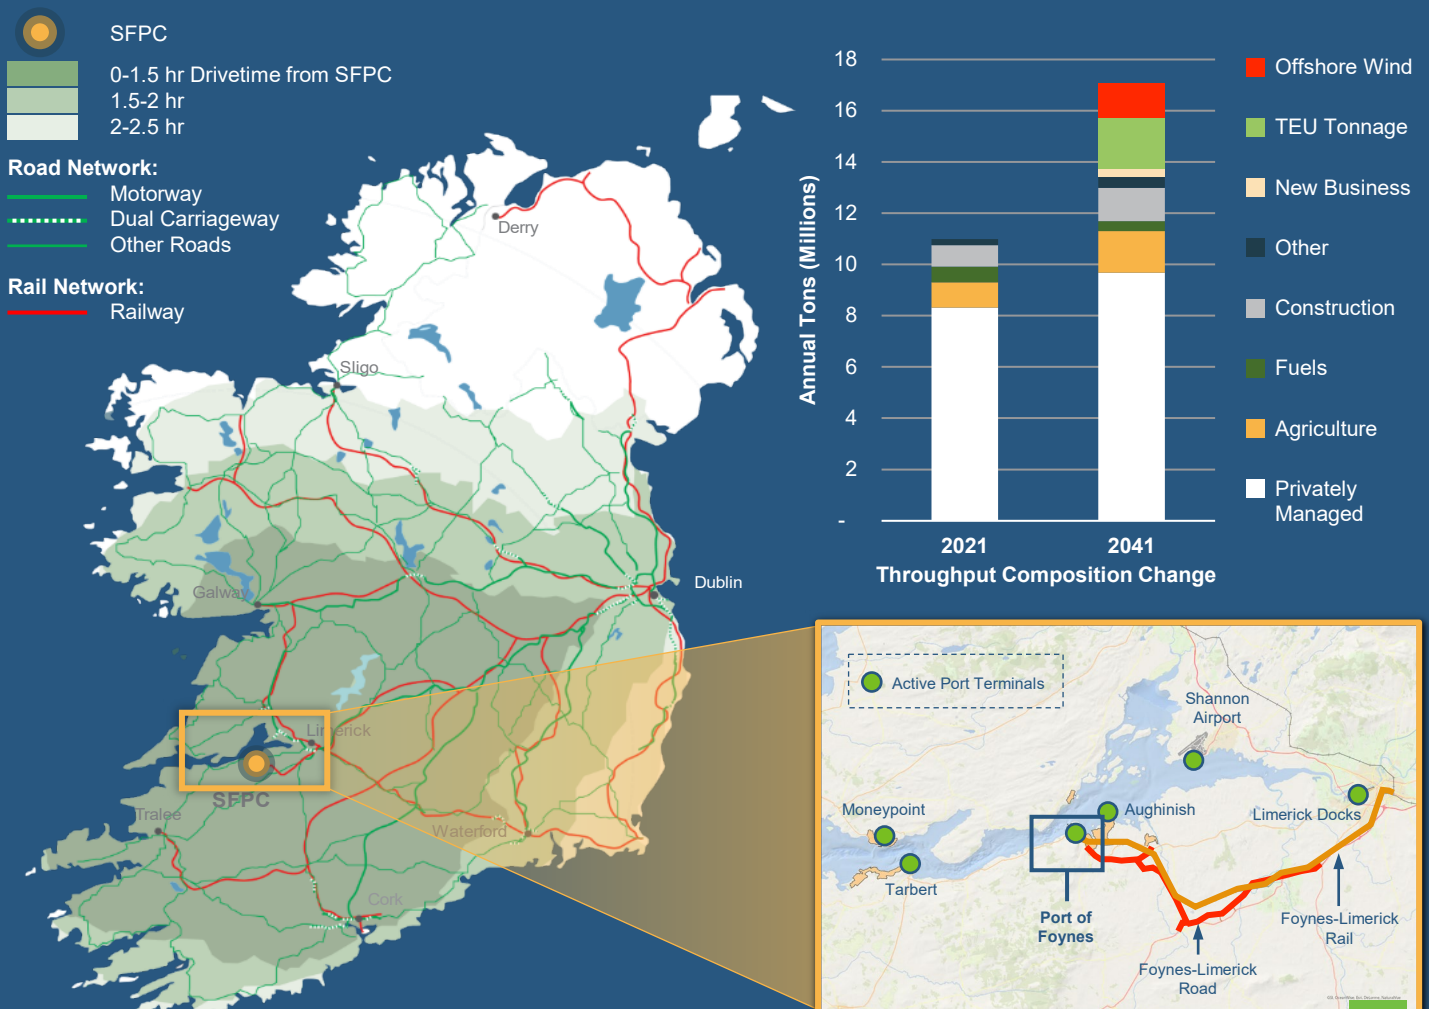 SFPC
0-1.5 hr Drivetime from SFPC
1.5-2 hr
2-2.5 hr
Road Network:
Motorway
Dual Carriageway
Other Roads
Rail Network:
Railway
Derry
Sligo
Galway
Dublin
Limerick
SFPC
Tralee
Waterford
Cork
Annual Tons (Millions)
18
16
14
12
10
8
6
4
2
-
2021
2041
Throughput Composition Change
Offshore Wind
TEU Tonnage
New Business
Other
Construction
Fuels
Agriculture
Privately
Managed
Active Port Terminals
Shannon
Airport
Moneypoint
Aughinish
Limerick Docks
Tarbert
Port of
Foynes
Foynes-Limerick
Rail
Foynes-Limerick
Road